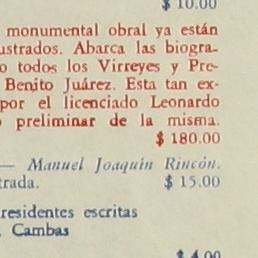 $ 10.00
monumental obral ya están
ustrados. Abarca las biogra-
o todos los Virreyes y Pre-
Benito Juárez. Esta tan ex-
por el licenciado Leonardo
preliminar de la misma.
$ 180.00
— Manuel Joaquín Rincón.
trada. $ 15.00
residentes escritas
Cambas
$ 4.00